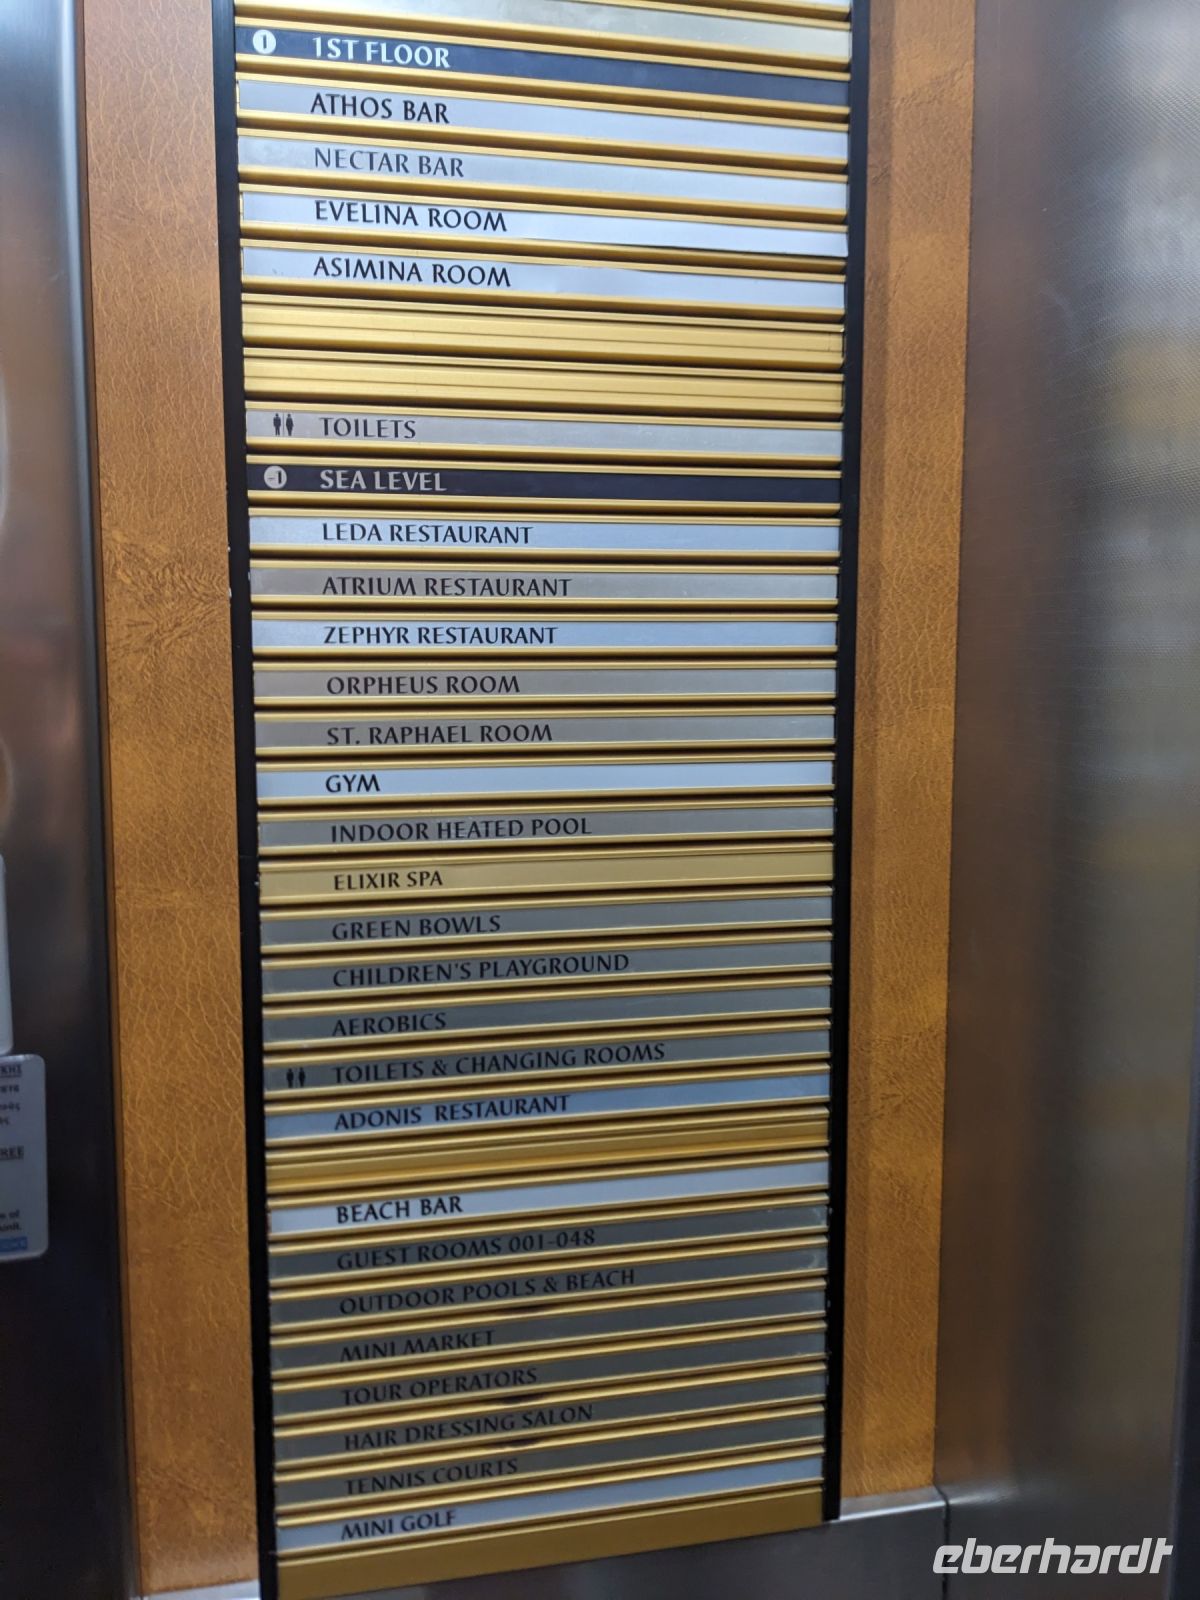 1 1ST FLOOR
ATHOS BAR
NECTAR BAR
EVELINA ROOM
ASIMINA ROOM
TOILETS
-1 SEA LEVEL
LEDA RESTAURANT
ATRIUM RESTAURANT
ZEPHYR RESTAURANT
ORPHEUS ROOM
ST. RAPHAEL ROOM
GYM
INDOOR HEATED POOL
ELIXIR SPA
GREEN BOWLS
CHILDREN'S PLAYGROUND
AEROBICS
TOILETS & CHANGING ROOMS
ADONIS RESTAURANT
BEACH BAR
GUEST ROOMS 001-048
OUTDOOR POOLS & BEACH
MINI MARKET
TOUR OPERATORS
HAIR DRESSING SALON
TENNIS COURTS
MINI GOLF
eberhardt